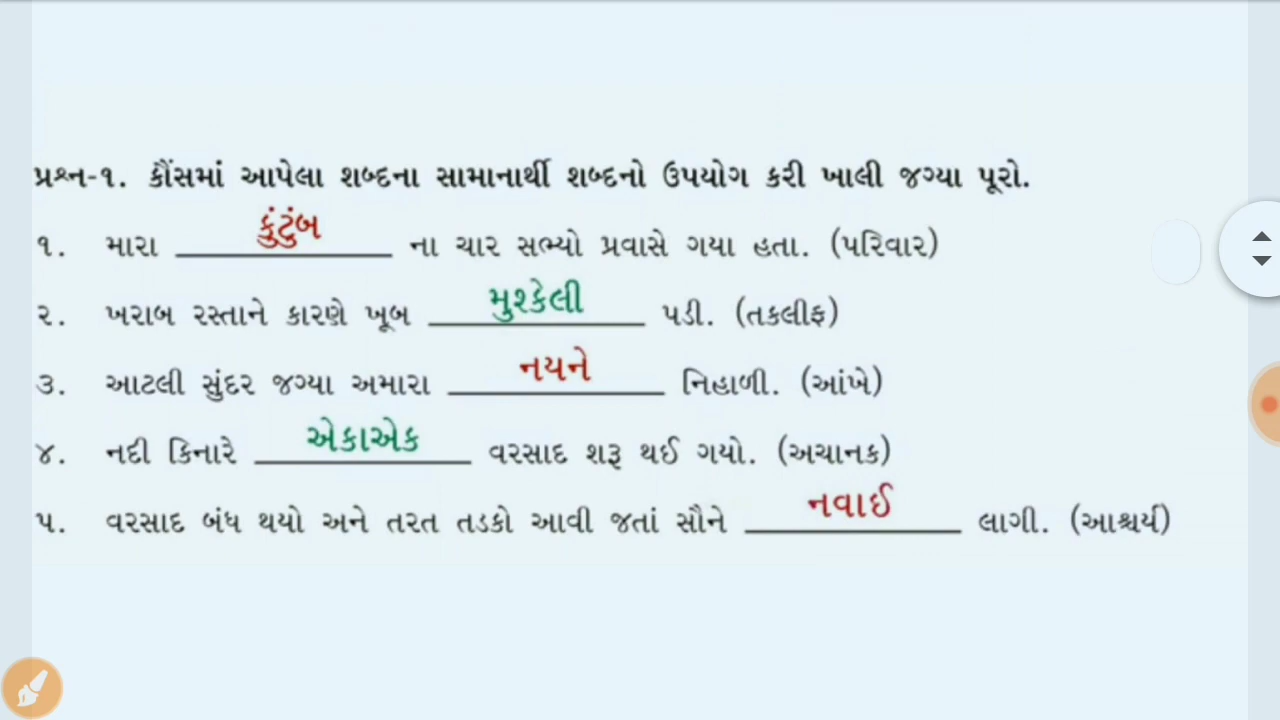 પ્રશ્ન-૧. કૌંસમાં આપેલા શબ્દના સામાનાર્થી શબ્દનો ઉપયોગ કરી ખાલી જગ્યા પૂરો.
૧. મારા કુંટુંબ ના ચાર સભ્યો પ્રવાસે ગયા હતા. (પરિવાર)
૨. ખરાબ રસ્તાને કારણે ખૂબ મુશ્કેલી પડી. (તકલીફ)
૩. આટલી સુંદર જગ્યા અમારા નયને નિહાળી. (આંખે)
૪. નદી કિનારે એકાએક વરસાદ શરૂ થઈ ગયો. (અચાનક)
૫. વરસાદ બંધ થયો અને તરત તડકો આવી જતાં સૌને નવાઈ લાગી. (આશ્ચર્ય)